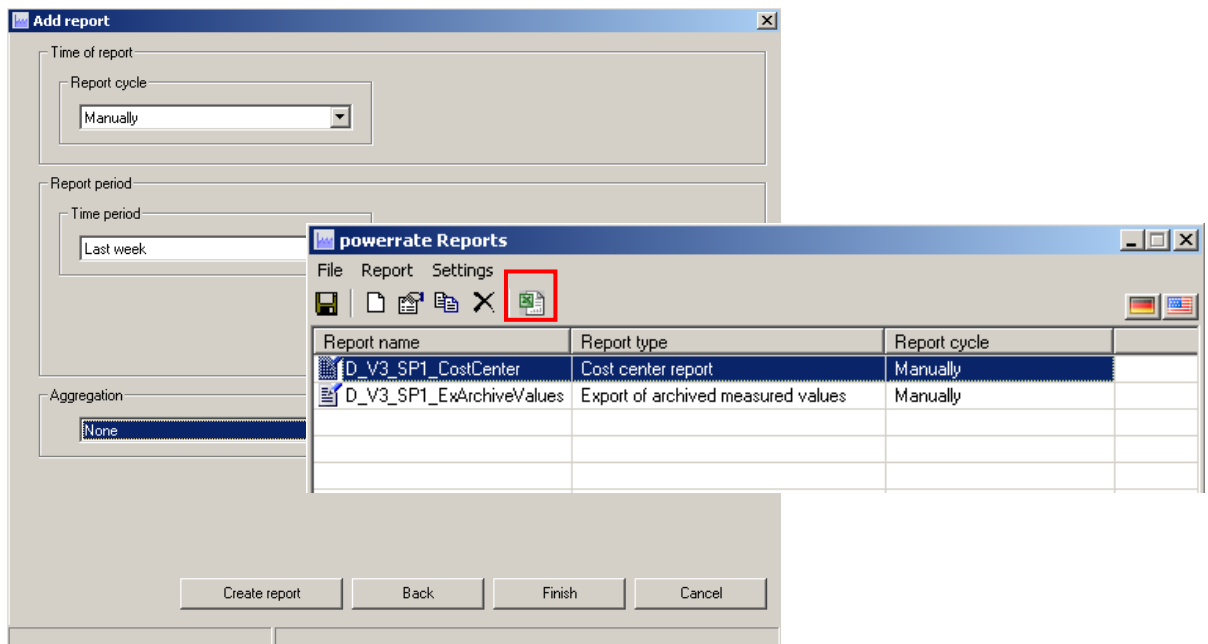 Add report
Time of report
Report cycle
Manually
Report period
Time period
Last week
Aggregation
None
Create report Back Finish Cancel
powerrate Reports
File Report Settings
Report name Report type Report cycle
D_V3_SP1_CostCenter Cost center report Manually
D_V3_SP1_ExArchiveValues Export of archived measured values Manually